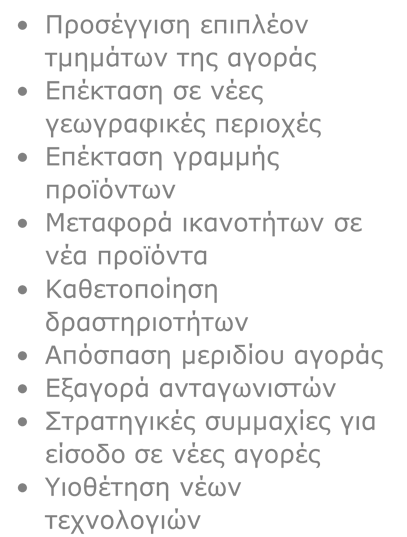 • Προσέγγιση επιπλέον
τμημάτων της αγοράς
• Επέκταση σε νέες
γεωγραφικές περιοχές
• Επέκταση γραμμής
προϊόντων
• Μεταφορά ικανοτήτων σε
νέα προϊόντα
• Καθετοποίηση
δραστηριοτήτων
• Απόσπαση μεριδίου αγοράς
• Εξαγορά ανταγωνιστών
• Στρατηγικές συμμαχίες για
είσοδο σε νέες αγορές
• Υιοθέτηση νέων
τεχνολογιών